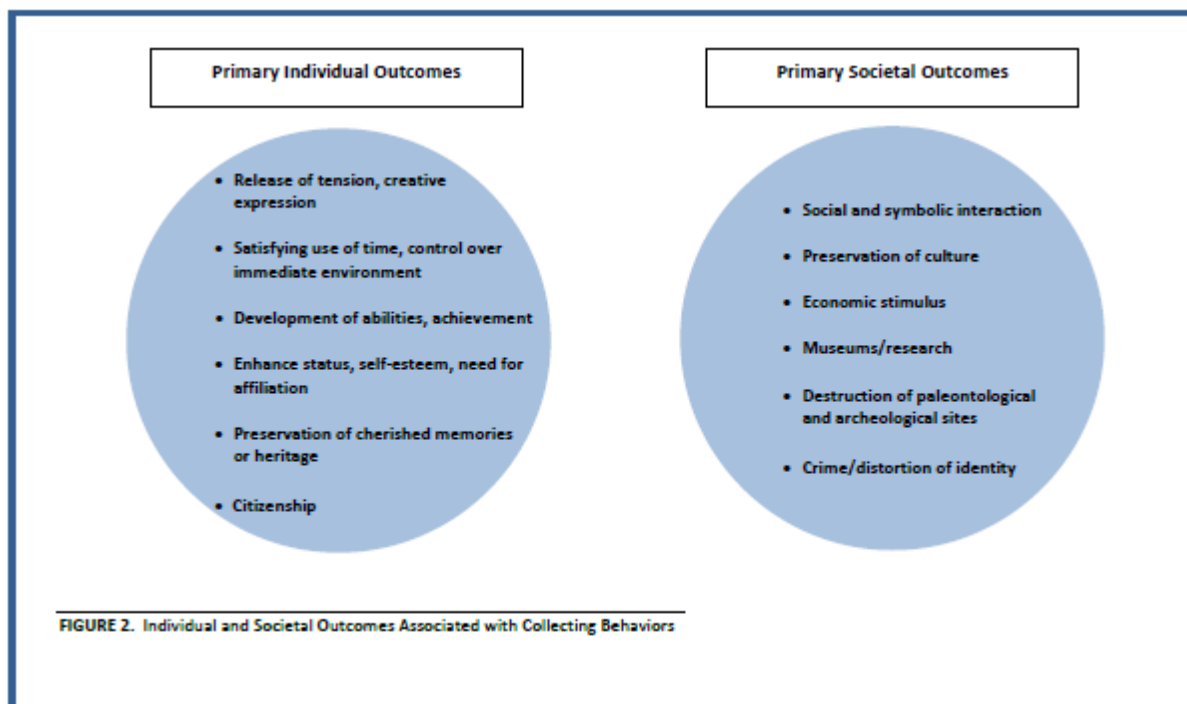 Primary Individual Outcomes
• Release of tension, creative
expression
• Satisfying use of time, control over
immediate environment
• Development of abilities, achievement
• Enhance status, self-esteem, need for
affiliation
• Preservation of cherished memories
or heritage
• Citizenship
Primary Societal Outcomes
• Social and symbolic interaction
• Preservation of culture
• Economic stimulus
• Museums/research
• Destruction of paleontological
and archeological sites
• Crime/distortion of identity
FIGURE 2. Individual and Societal Outcomes Associated with Collecting Behaviors